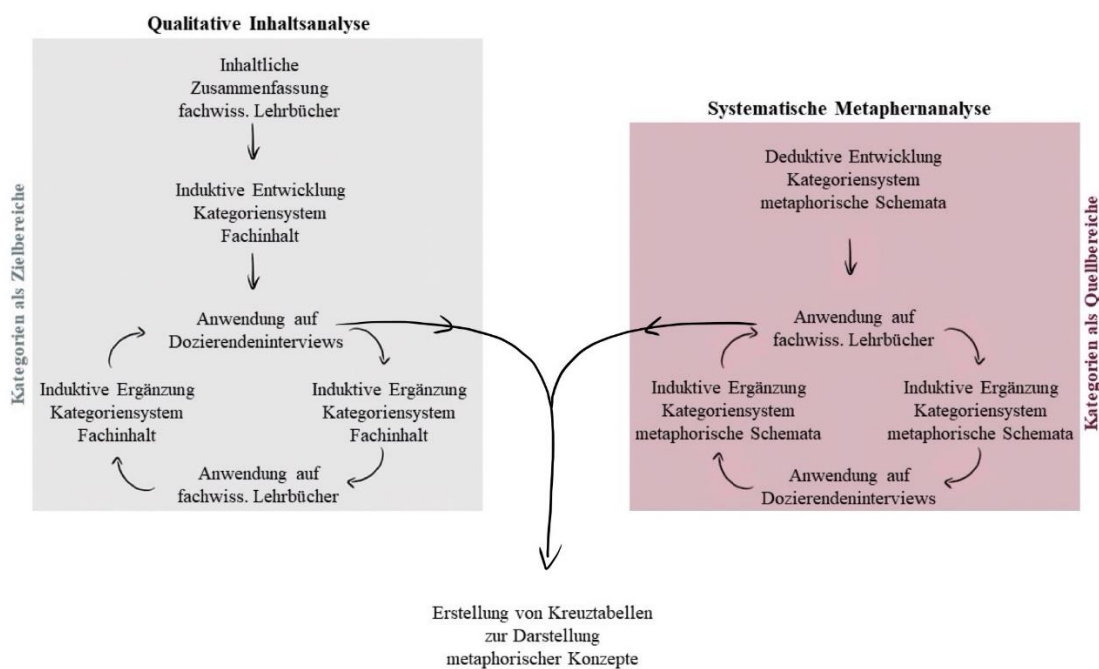 Qualitative Inhaltsanalyse
Inhaltliche
Zusammenfassung
fachwiss. Lehrbücher
Induktive Entwicklung
Kategoriensystem
Fachinhalt
Anwendung auf
Dozierendeninterviews
Induktive Ergänzung
Kategoriensystem
Fachinhalt
Induktive Ergänzung
Kategoriensystem
Fachinhalt
Anwendung auf
fachwiss. Lehrbücher
Kategorien als Zielbereiche
Systematische Metaphernanalyse
Deduktive Entwicklung
Kategoriensystem
metaphorische Schemata
Anwendung auf
fachwiss. Lehrbücher
Induktive Ergänzung
Kategoriensystem
metaphorische Schemata
Induktive Ergänzung
Kategoriensystem
metaphorische Schemata
Anwendung auf
Dozierendeninterviews
Kategorien als Quellbereiche
Erstellung von Kreuztabellen
zur Darstellung
metaphorischer Konzepte